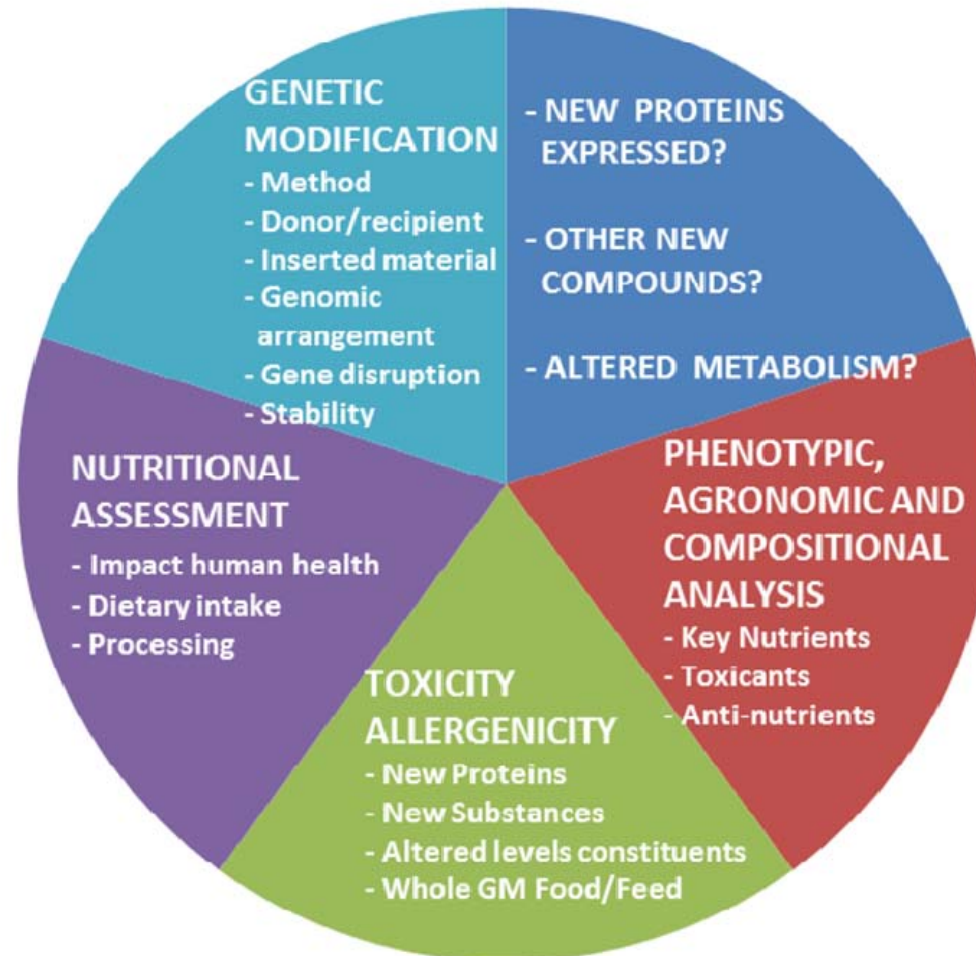 GENETIC
MODIFICATION
- Method
- Donor/recipient
- Inserted material
- Genomic
arrangement
- Gene disruption
- Stability
- NEW PROTEINS
EXPRESSED?
- OTHER NEW
COMPOUNDS?
- ALTERED METABOLISM?
PHENOTYPIC,
AGRONOMIC AND
COMPOSITIONAL
ANALYSIS
- Key Nutrients
- Toxicants
- Anti-nutrients
TOXICITY
ALLERGENICITY
- New Proteins
- New Substances
- Altered levels constituents
- Whole GM Food/Feed
NUTRITIONAL
ASSESSMENT
- Impact human health
- Dietary intake
- Processing